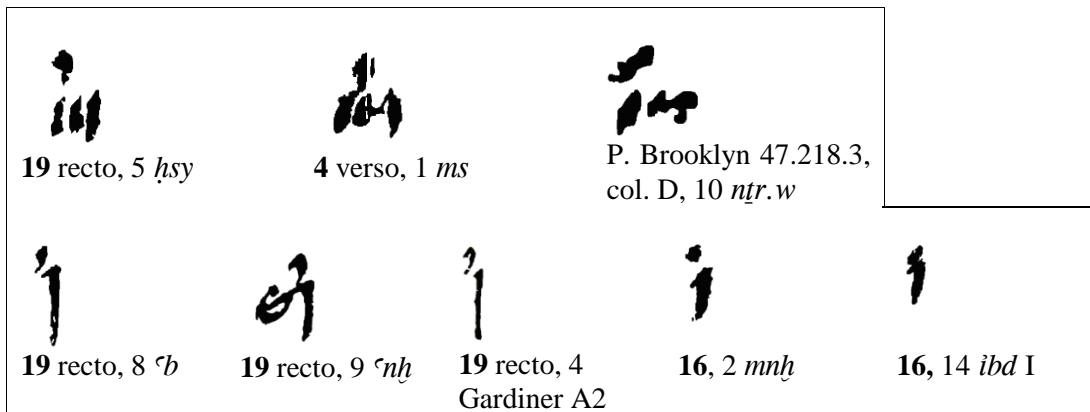 19 recto, 5 ḥsy
4 verso, 1 ms
P. Brooklyn 47.218.3,
col. D, 10 nṯr.w
19 recto, 8 ꜥb
19 recto, 9 ꜥnḫ
19 recto, 4
Gardiner A2
16, 2 mnḫ
16, 14 ı͗bd I